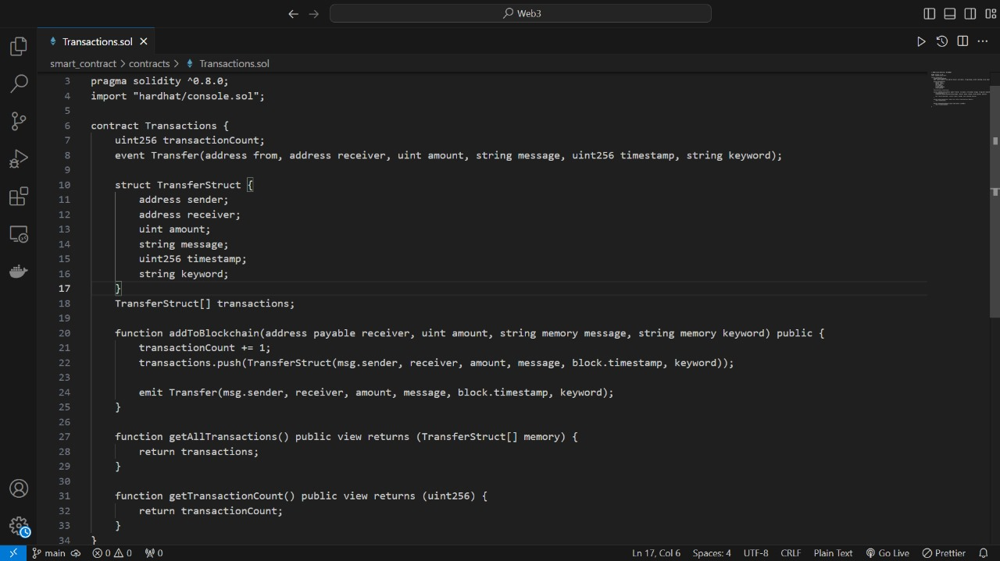 Web3
Transactions.sol
smart_contract > contracts > Transactions.sol
3 pragma solidity ^0.8.0;
4 import "hardhat/console.sol";
5
6 contract Transactions {
7 uint256 transactionCount;
8 event Transfer(address from, address receiver, uint amount, string message, uint256 timestamp, string keyword);
9
10 struct TransferStruct {
11 address sender;
12 address receiver;
13 uint amount;
14 string message;
15 uint256 timestamp;
16 string keyword;
17 }
18 TransferStruct[] transactions;
19
20 function addToBlockchain(address payable receiver, uint amount, string memory message, string memory keyword) public {
21 transactionCount += 1;
22 transactions.push(TransferStruct(msg.sender, receiver, amount, message, block.timestamp, keyword));
23
24 emit Transfer(msg.sender, receiver, amount, message, block.timestamp, keyword);
25 }
26
27 function getAllTransactions() public view returns (TransferStruct[] memory) {
28 return transactions;
29 }
30
31 function getTransactionCount() public view returns (uint256) {
32 return transactionCount;
33 }
34 }
main 0 0 0 Ln 17, Col 6 Spaces: 4 UTF-8 CRLF Plain Text Go Live Prettier